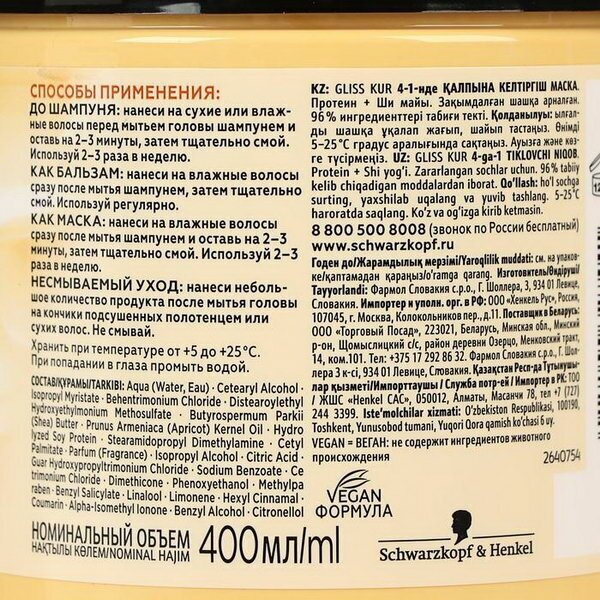 СПОСОБЫ ПРИМЕНЕНИЯ:
ДО ШАМПУНЯ: нанеси на сухие или влаж-
ные волосы перед мытьем головы шампунем и
оставь на 2–3 минуты, затем тщательно смой.
Используй 2–3 раза в неделю.
КАК БАЛЬЗАМ: нанеси на влажные волосы
сразу после мытья шампунем, затем тщательно
смой. Используй регулярно.
КАК МАСКА: нанеси на влажные волосы
сразу после мытья шампунем и оставь на 2–3
минуты, затем тщательно смой. Используй 2–3
раза в неделю.
НЕСМЫВАЕМЫЙ УХОД: нанеси неболь-
шое количество продукта после мытья головы
на кончики подсушенных полотенцем или
сухих волос. Не смывай.
Хранить при температуре от +5 до +25°C.
При попадании в глаза промыть водой.
СОСТАВ/ҚҰРАМЫ/TARKIBI: Aqua (Water, Eau) · Cetearyl Alcohol ·
Isopropyl Myristate · Behentrimonium Chloride · Distearoylethyl
Hydroxyethylmonium Methosulfate · Butyrospermum Parkii
(Shea) Butter · Prunus Armeniaca (Apricot) Kernel Oil · Hydro
lyzed Soy Protein · Stearamidopropyl Dimethylamine · Cetyl
Palmitate · Parfum (Fragrance) · Isopropyl Alcohol · Citric Acid ·
Guar Hydroxypropyltrimonium Chloride · Sodium Benzoate · Ce
trimonium Chloride · Dimethicone · Phenoxyethanol · Methylpa
raben · Benzyl Salicylate · Linalool · Limonene · Hexyl Cinnamal ·
Coumarin · Alpha-Isomethyl Ionone · Benzyl Alcohol · Citronellol
НОМИНАЛЬНЫЙ ОБЪЕМ
НАҚТЫЛЫ КӨЛЕМ/NOMINAL HAJIM
400мл/ml
KZ: GLISS KUR 4-1-нде ҚАЛПЫНА КЕЛТІРГІШ МАСКА.
Протеин + Ши майы. Зақымдалған шашқа арналған.
96 % ингредиенттері табиғи текті. Қолданылуы: ылғал-
ды шашқа ұқалап жағып, шайып тастаңыз. Өнімді
5–25°C градус аралығында сақтаңыз. Ауызға және көз-
ге түсірмеңіз. UZ: GLISS KUR 4-ga-1 TIKLOVCHI NIQOB.
Protein + Shi yog'i. Zararlangan sochlar uchun. 96% tabiiy
kelib chiqadigan moddalardan iborat. Qo'llash: ho'l sochga
surting, yaxshilab uqalang va yuvib tashlang. 5-25°C
haroratda saqlang. Ko'z va og'izga kirib ketmasin.
8 800 500 8008 (звонок по России бесплатный)
www.schwarzkopf.ru
Годен до/Жарамдылық мерзімі/Yaroqlilik muddati: см. на упаков-
ке/қаптамадан қараңыз/o'ramga qarang. Изготовитель/Өндіруші/
Tayyorlandi: Фармол Словакия с.р.о., Г. Шоллера, 3, 934 01 Левице,
Словакия. Импортер и уполн. орг. в РФ: ООО «Хенкель Рус», Россия,
107045, г. Москва, Колокольников пер.,д.11. Поставщик в Беларусь:
ООО «Торговый Посад», 223021, Беларусь, Минская обл., Минский
р-он, Щомыслицкий с/с, район деревни Озерцо, Менковский тракт,
14, ком.101. Тел: +375 17 292 86 32. Фармол Словакия с.р.о., Г. Шол-
лера 3 к-сі, 934 01 Левице, Словакия. Қазақстан Респ-да Тұтынушы-
лар қызметі/Импорттаушы / Служба потр-ей / Импортер в РК: ТОО
/ ЖШС «Henkel САС», 050012, Алматы, Масанчи 78, тел +7 (727)
244 3399. Iste'molchilar xizmati: O'zbekiston Respublikasi, 100190,
Toshkent, Yunusobod tumani, Yuqori Qora qamish ko'chasi 6 uy.
VEGAN = ВЕГАН: не содержит ингредиентов животного
происхождения
2640754
VEGAN
ФОРМУЛА
Schwarzkopf & Henkel